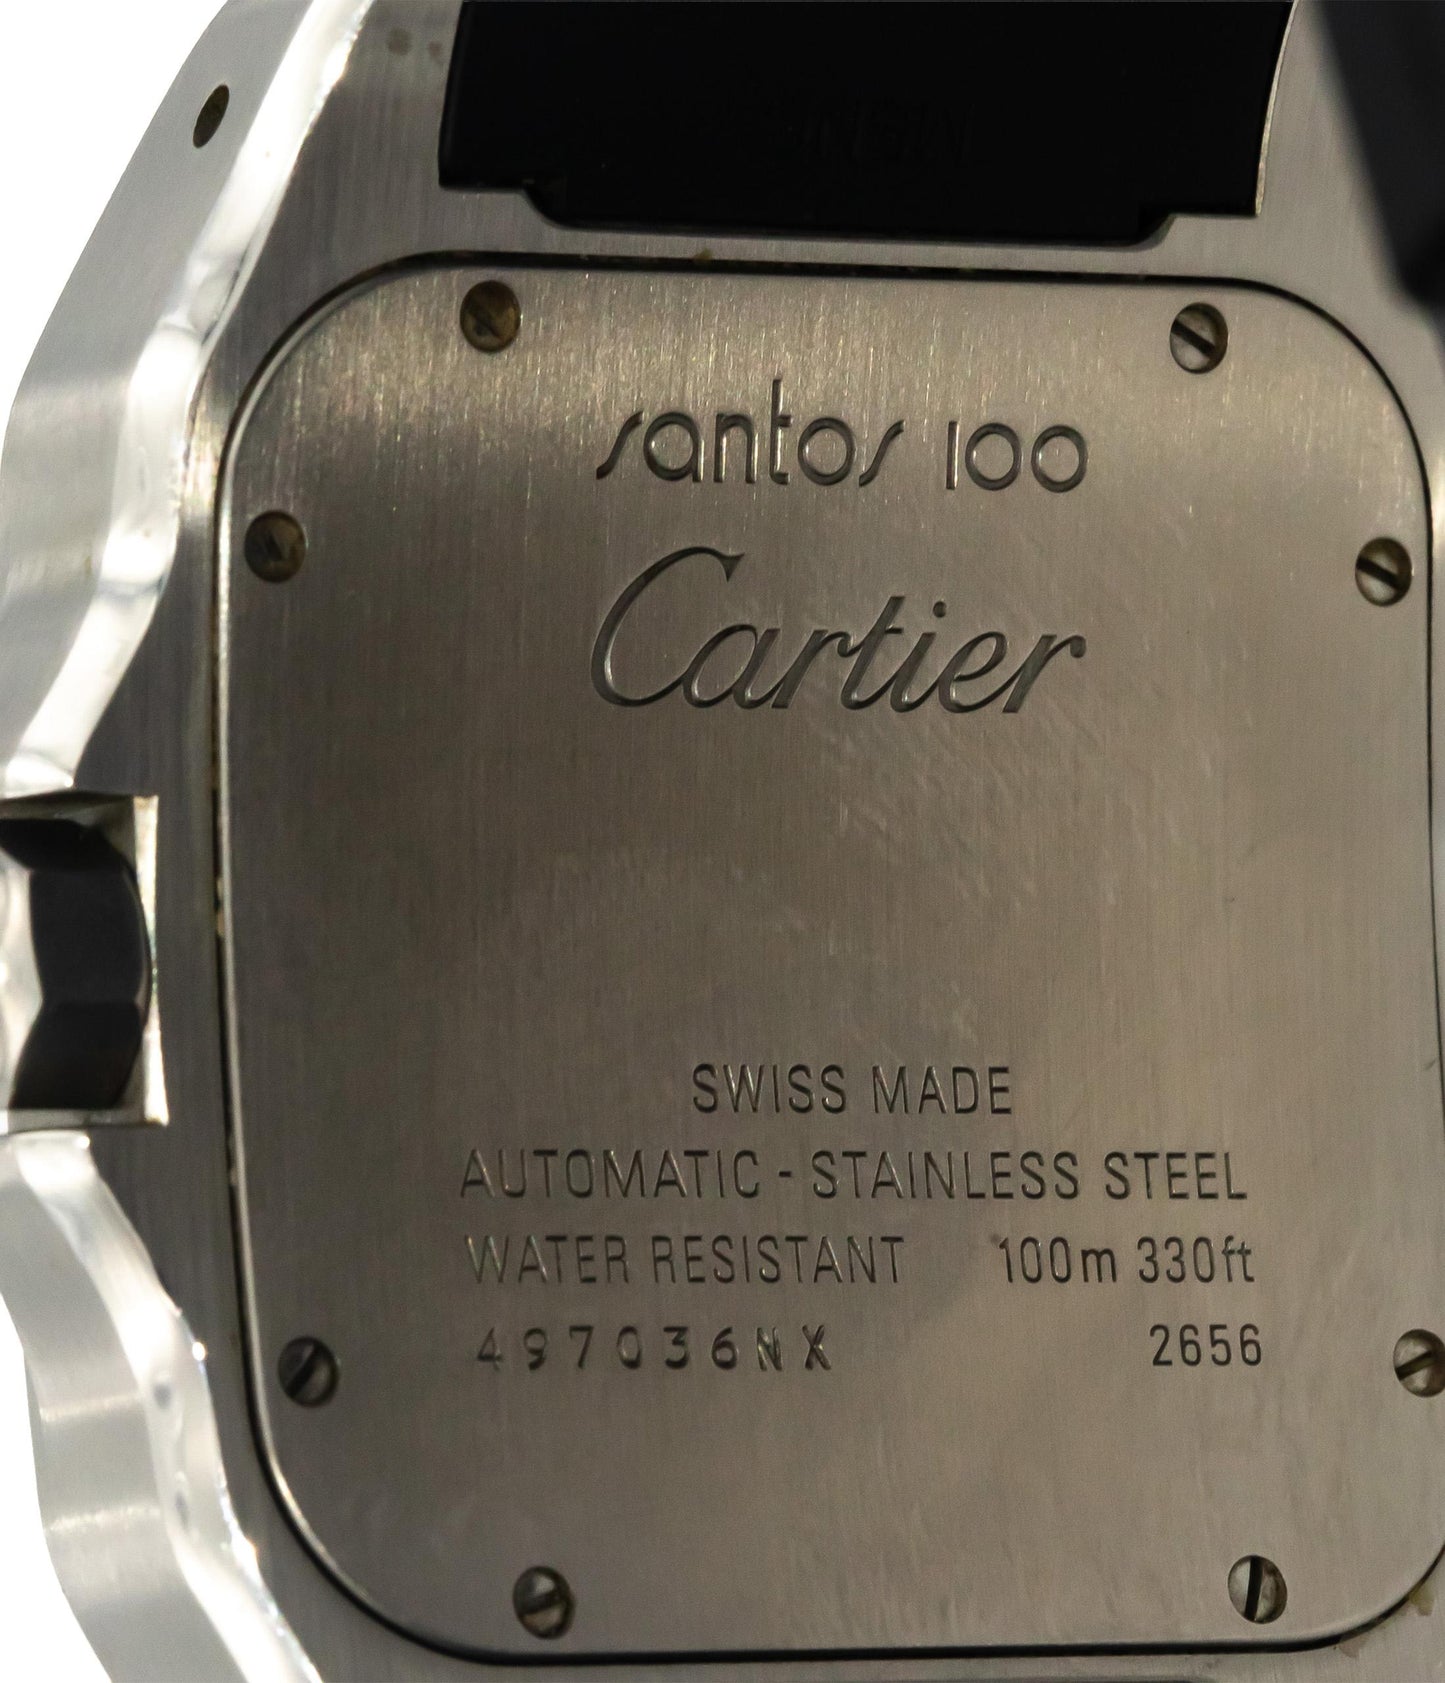 santos 100
Cartier
SWISS MADE
AUTOMATIC - STAINLESS STEEL
WATER RESISTANT 100m 330ft
497036NX 2656